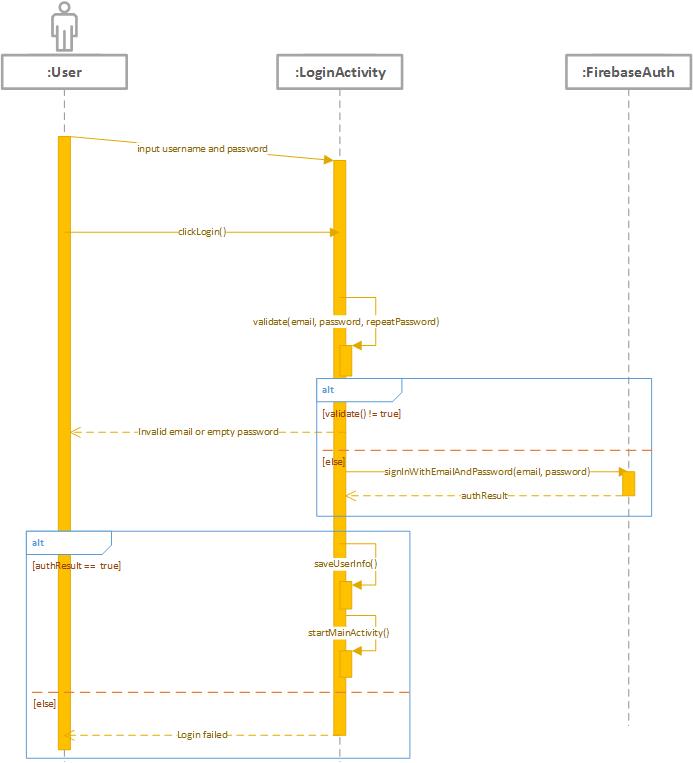 :User
:LoginActivity
:FirebaseAuth
input username and password
clickLogin()
validate(email, password, repeatPassword)
alt
[validate() != true]
Invalid email or empty password
[else]
signInWithEmailAndPassword(email, password)
authResult
alt
[authResult == true]
saveUserInfo()
startMainActivity()
[else]
Login failed